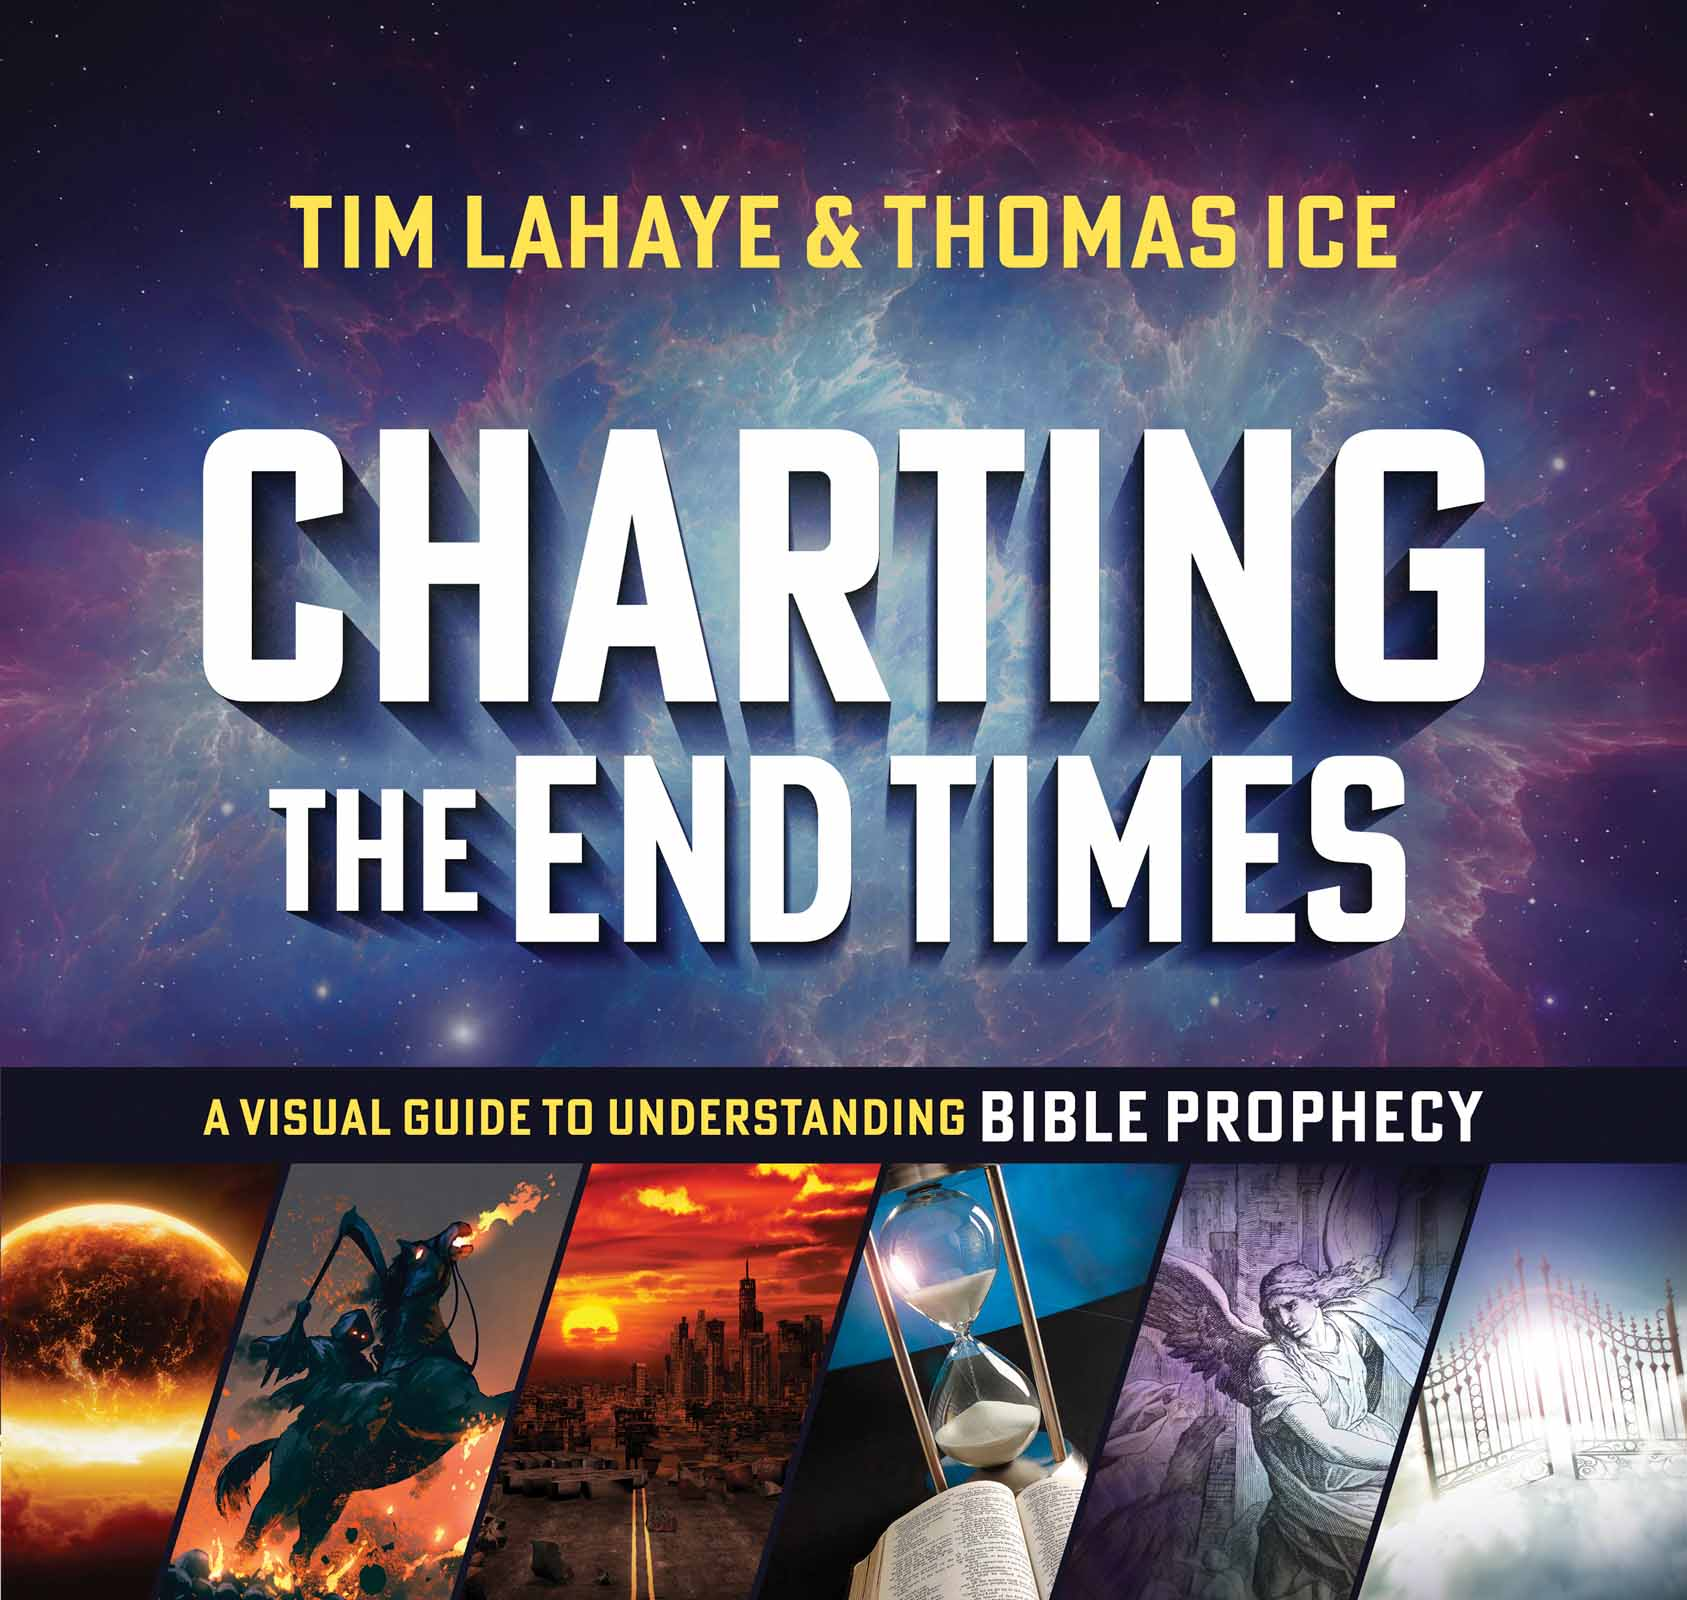 TIM LAHAYE & THOMAS ICE
CHARTING
THE END TIMES
A VISUAL GUIDE TO UNDERSTANDING BIBLE PROPHECY